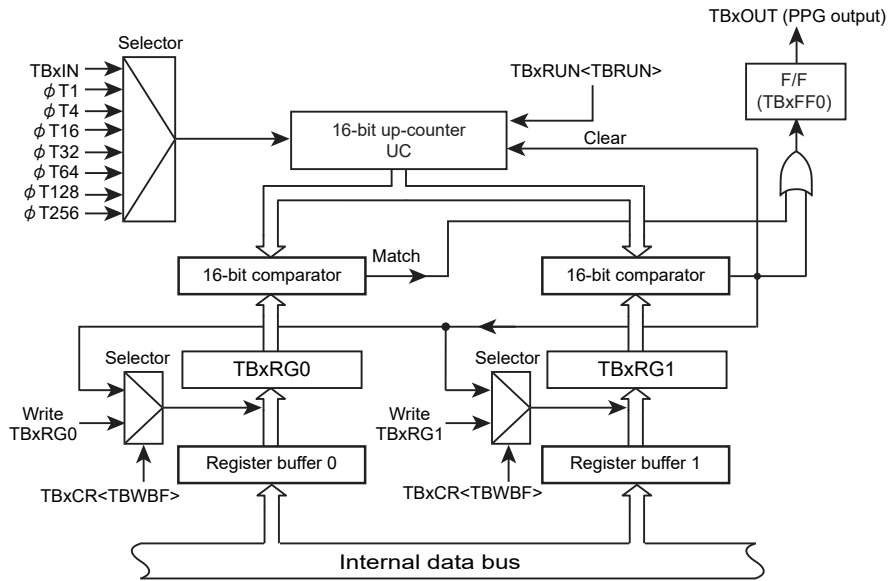 TBxOUT (PPG output)
Selector
TBxIN
ϕT1
ϕT4
ϕT16
ϕT32
ϕT64
ϕT128
ϕT256
TBxRUN<TBRUN>
F/F
(TBxFF0)
16-bit up-counter
UC
Clear
16-bit comparator
Match
16-bit comparator
Selector
TBxRG0
Selector
TBxRG1
Write
TBxRG0
Write
TBxRG1
Register buffer 0
Register buffer 1
TBxCR<TBWBF>
TBxCR<TBWBF>
Internal data bus